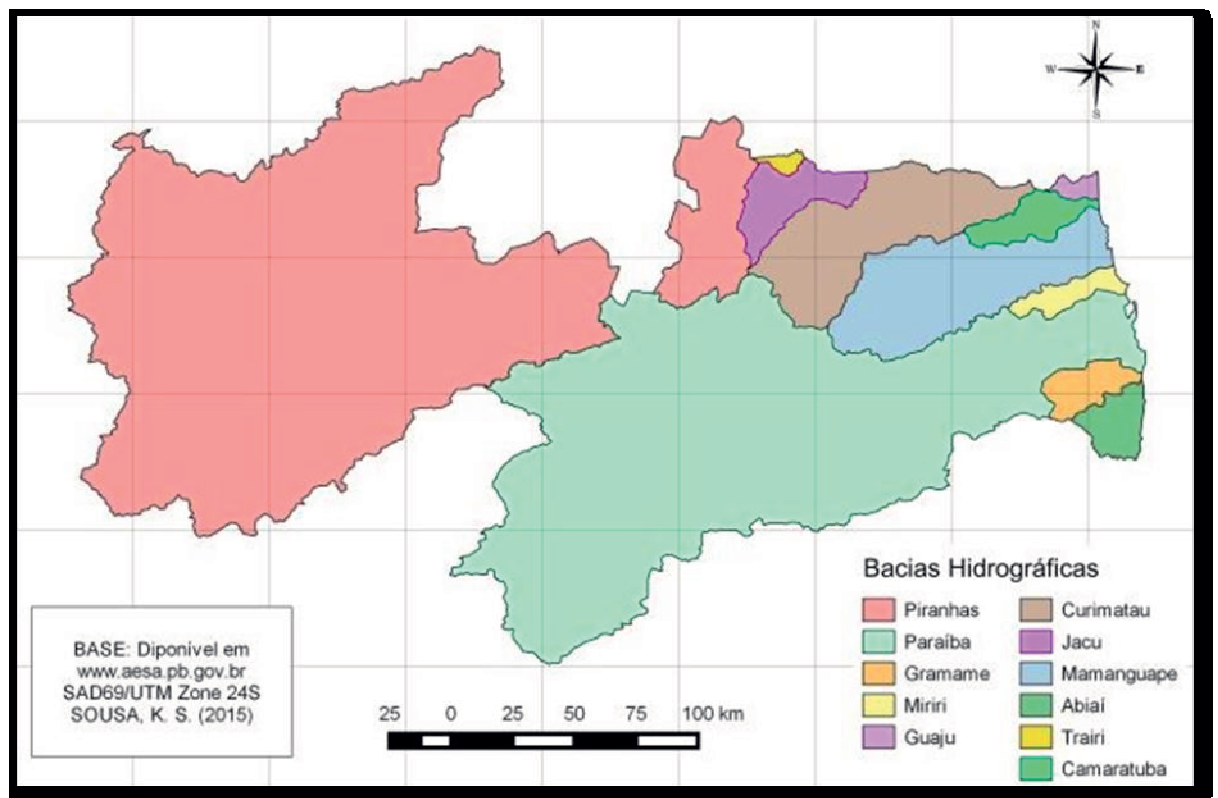 N
W E
S
Bacias Hidrográficas
Piranhas
Paraíba
Gramame
Miriri
Guaju
Curimatau
Jacu
Mamanguape
Abiaí
Trairi
Camaratuba
BASE: Diponível em
www.aesa.pb.gov.br
SAD69/UTM Zone 24S
SOUSA, K. S. (2015)
25 0 25 50 75 100 km